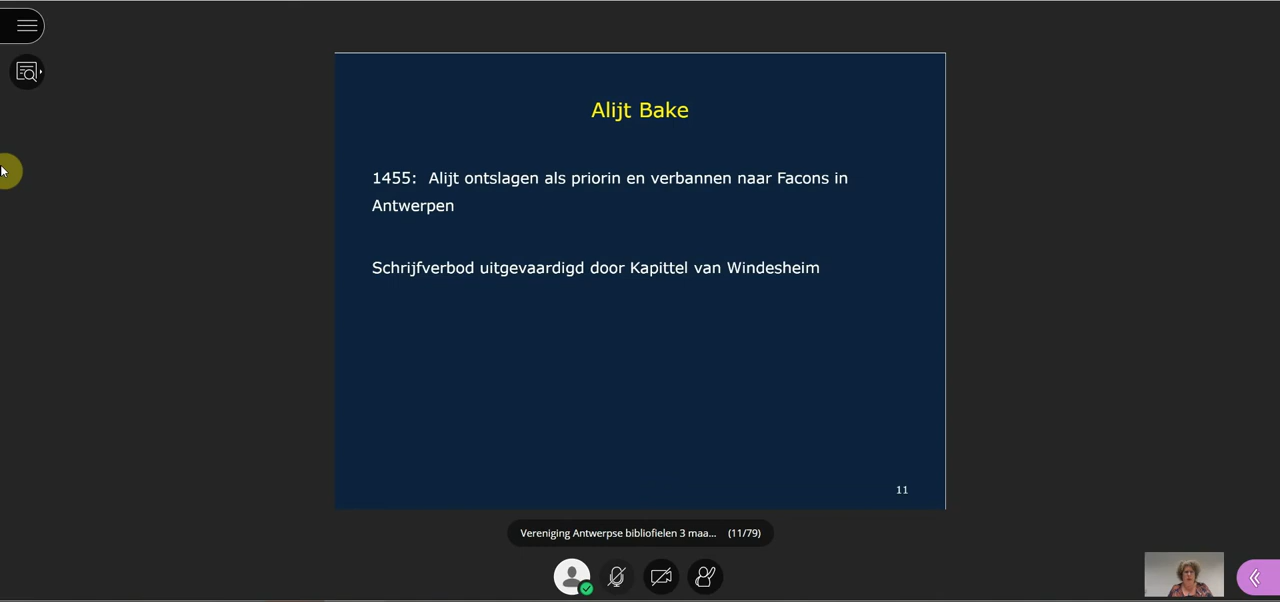 Alijt Bake
1455: Alijt ontslagen als priorin en verbannen naar Facons in
Antwerpen
Schrijfverbod uitgevaardigd door Kapittel van Windesheim
11
Vereniging Antwerpse bibliofielen 3 maa... (11/79)